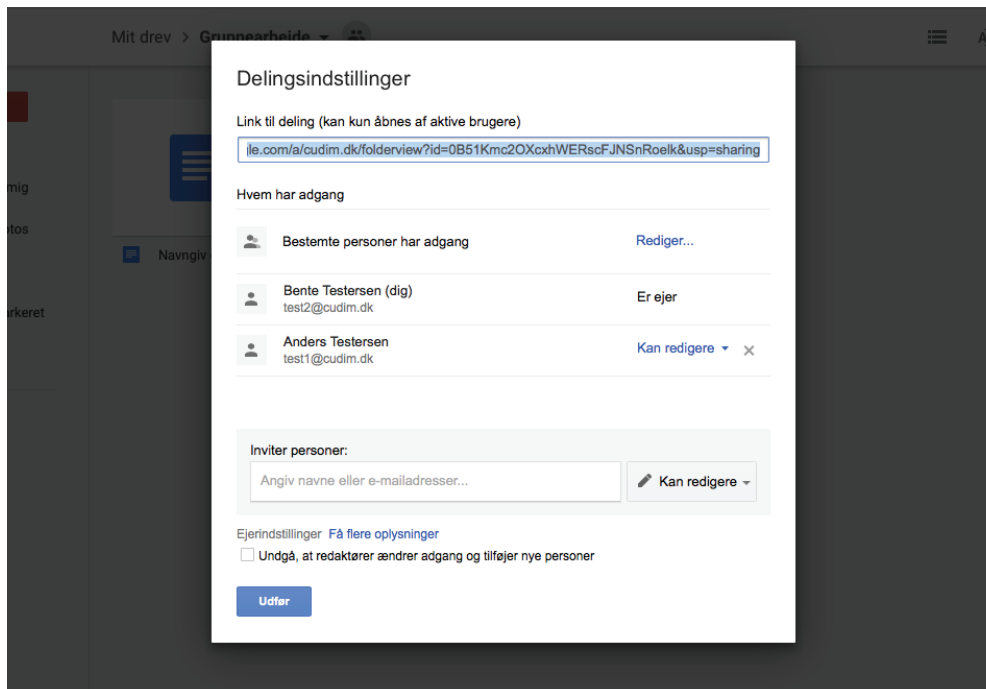 Mit drev > Gruppearbejde
A
Delingsindstillinger
Link til deling (kan kun åbnes af aktive brugere)
le.com/a/cudim.dk/folderview?id=0B51Kmc2OXcxhWERscFJNSnRoelk&usp=sharing
Hvem har adgang
mig
otos
Bestemte personer har adgang Rediger...
Navngiv
Bente Testersen (dig) Er ejer
test2@cudim.dk
arkeret
Anders Testersen Kan redigere
test1@cudim.dk
Inviter personer:
Angiv navne eller e-mailadresser... Kan redigere
Ejerindstillinger Få flere oplysninger
Undgå, at redaktører ændrer adgang og tilføjer nye personer
Udfør